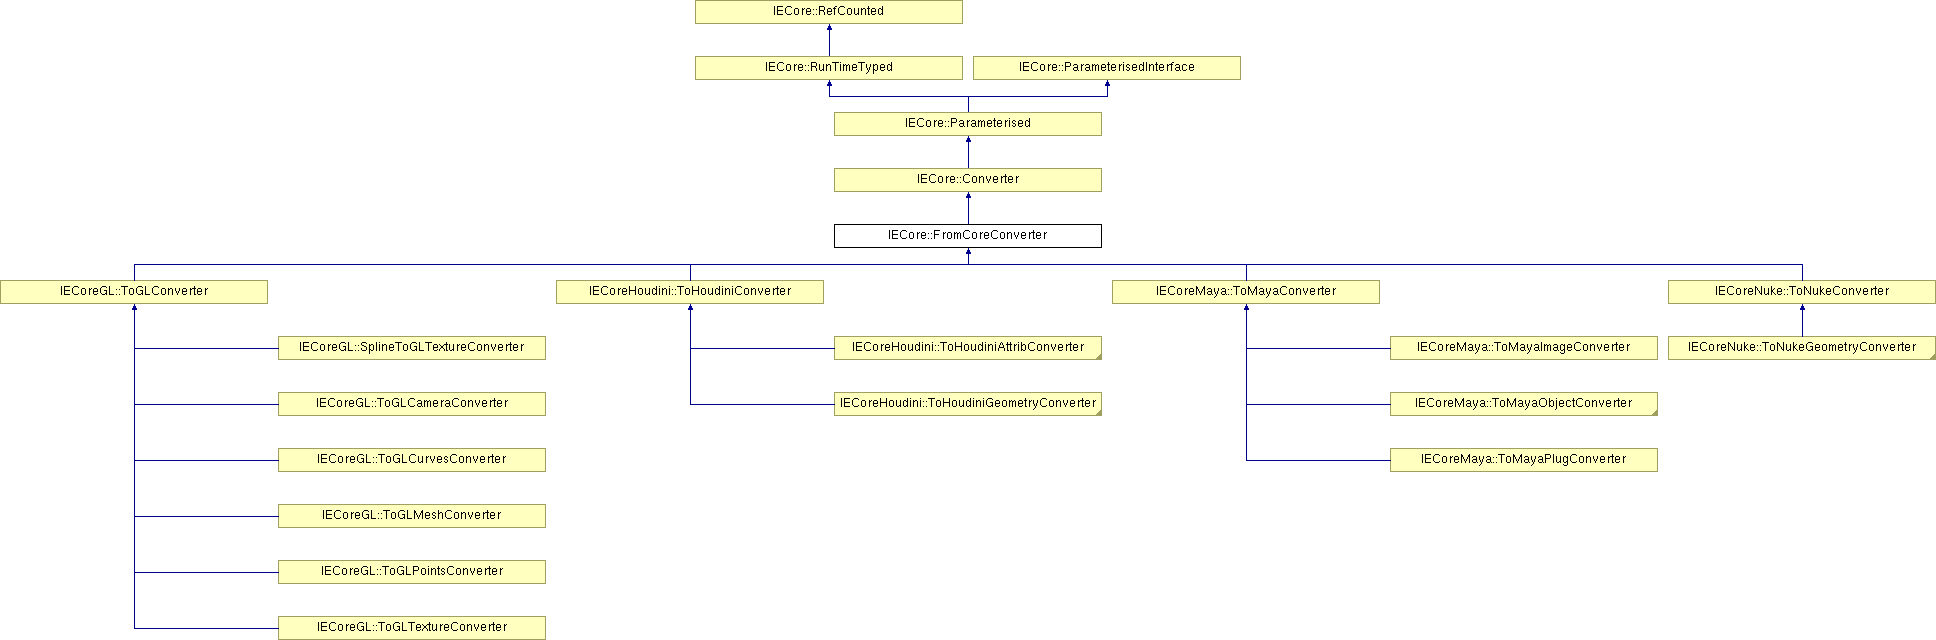 IECore::RefCounted
IECore::RunTimeTyped
IECore::ParameterisedInterface
IECore::Parameterised
IECore::Converter
IECore::FromCoreConverter
IECoreGL::ToGLConverter
IECoreHoudini::ToHoudiniConverter
IECoreMaya::ToMayaConverter
IECoreNuke::ToNukeConverter
IECoreGL::SplineToGLTextureConverter
IECoreHoudini::ToHoudiniAttribConverter
IECoreMaya::ToMayaImageConverter
IECoreNuke::ToNukeGeometryConverter
IECoreGL::ToGLCameraConverter
IECoreHoudini::ToHoudiniGeometryConverter
IECoreMaya::ToMayaObjectConverter
IECoreGL::ToGLCurvesConverter
IECoreMaya::ToMayaPlugConverter
IECoreGL::ToGLMeshConverter
IECoreGL::ToGLPointsConverter
IECoreGL::ToGLTextureConverter